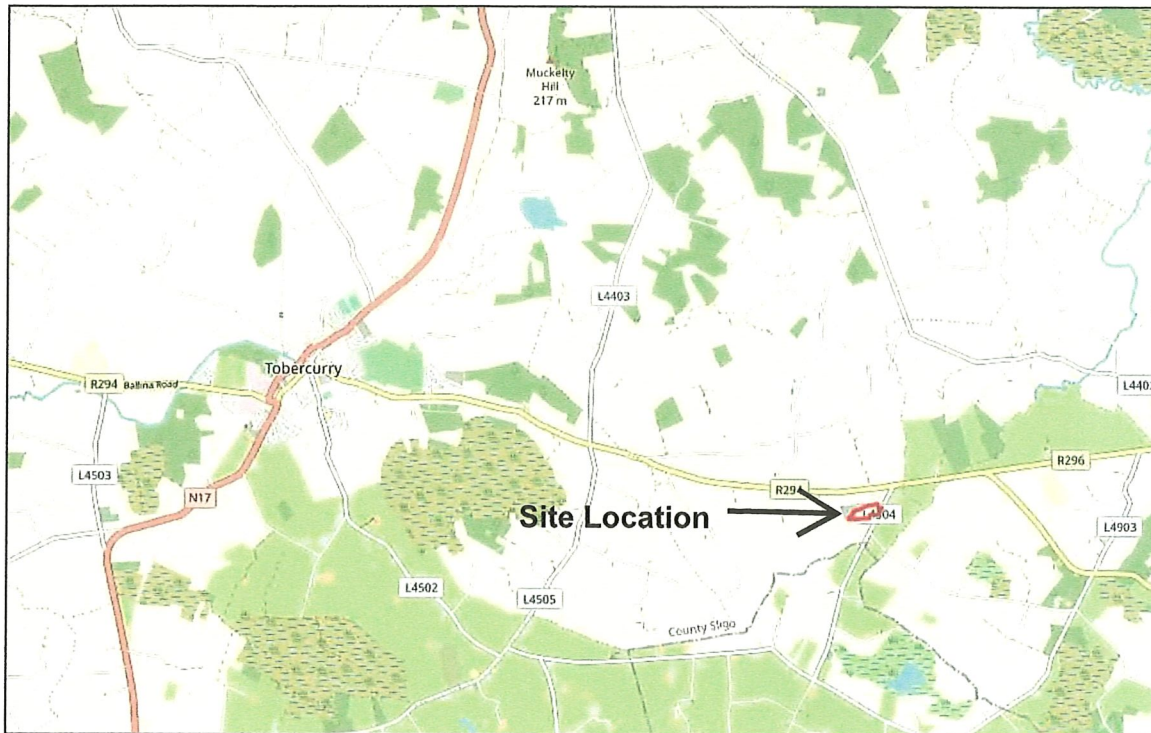 Muckelty
Hill
217 m
L4403
Tobercurry
R294
Ballina Road
L4402
L4503
N17
R296
R294
Site Location
L4504
L4903
L4502
L4505
County Sligo